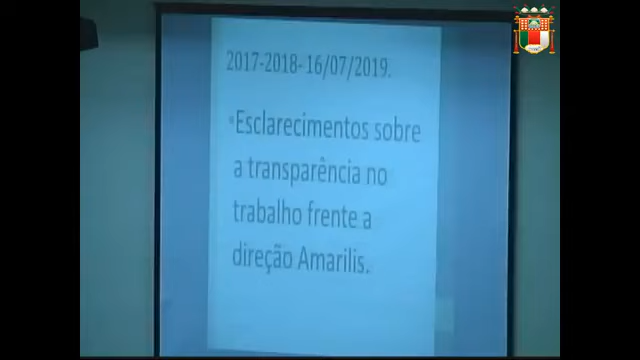 2017-2018- 16/07/2019.
•Esclarecimentos sobre
a transparência no
trabalho frente a
direção Amarilis.